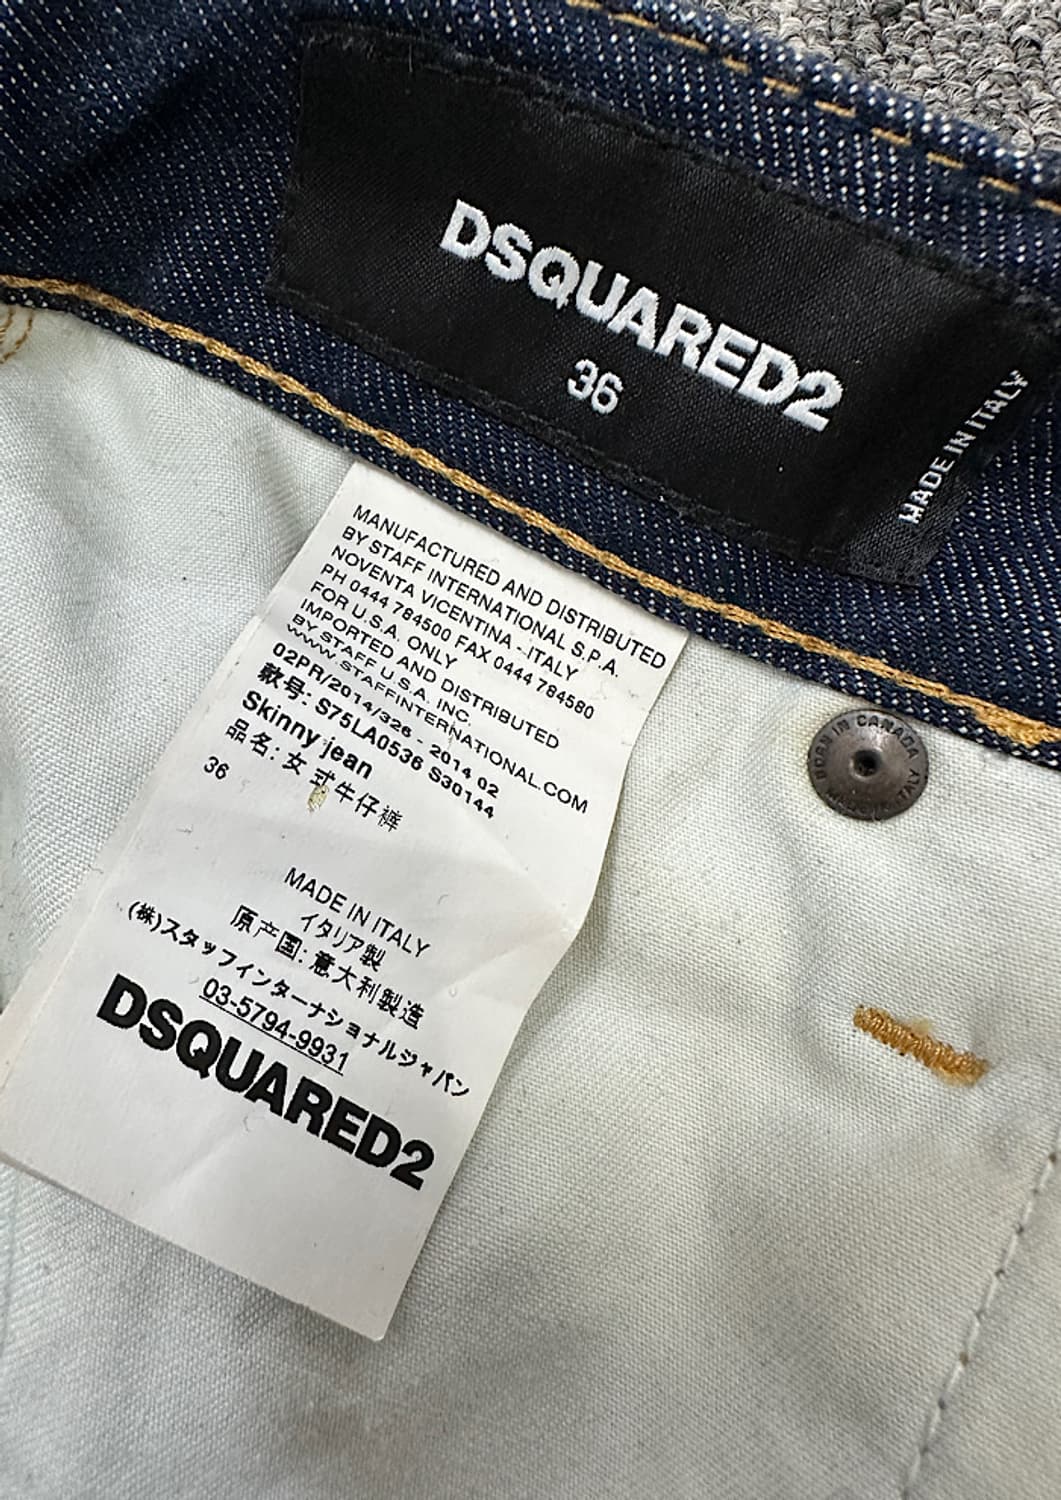 DSQUARED2
36
MADE IN ITALY
MANUFACTURED AND DISTRIBUTED
BY STAFF INTERNATIONAL S.P.A.
NOVENTA VICENTINA -ITALY
PH 0444 784500 FAX 0444 784580
FOR U.S.A. ONLY
IMPORTED AND DISTRIBUTED
BY STAFF U.S.A. INC.
WWW.STAFFINTERNATIONAL.COM
02PR/2014/326 - 2014 02
款号: S75LA0536 S30144
Skinny jean
品名: 女式牛仔裤
36
MADE IN ITALY
イタリア製
原产国: 意大利製造
(株)スタッフインターナショナルジャパン
03-5794-9931
DSQUARED2
BORN IN CANADA
ITALY